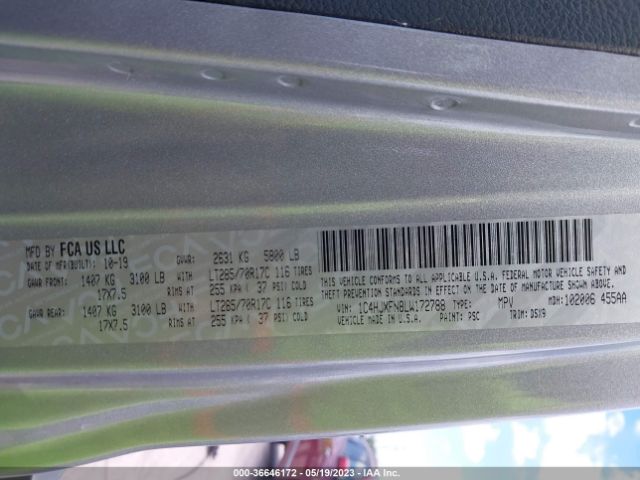 MFD BY FCA US LLC
DATE OF MFR(BUILT): 10-19 GVWR: 2631 KG 5800 LB
GAWR FRONT: 1407 KG 3100 LB WITH LT285/70R17C 116 TIRES
17X7.5 RIMS AT 255 KPA ( 37 PSI) COLD
GAWR REAR: 1407 KG 3100 LB WITH LT285/70R17C 116 TIRES
17X7.5 RIMS AT 255 KPA ( 37 PSI) COLD
THIS VEHICLE CONFORMS TO ALL APPLICABLE U.S.A. FEDERAL MOTOR VEHICLE SAFETY AND
THEFT PREVENTION STANDARDS IN EFFECT ON THE DATE OF MANUFACTURE SHOWN ABOVE.
VIN: 1C4HJXFN8LW172788 TYPE: MPV MDH: 102006 455AA
VEHICLE MADE IN U.S.A. PAINT: PSC TRIM: D5X9
000-36646172 - 05/19/2023 - IAA Inc.